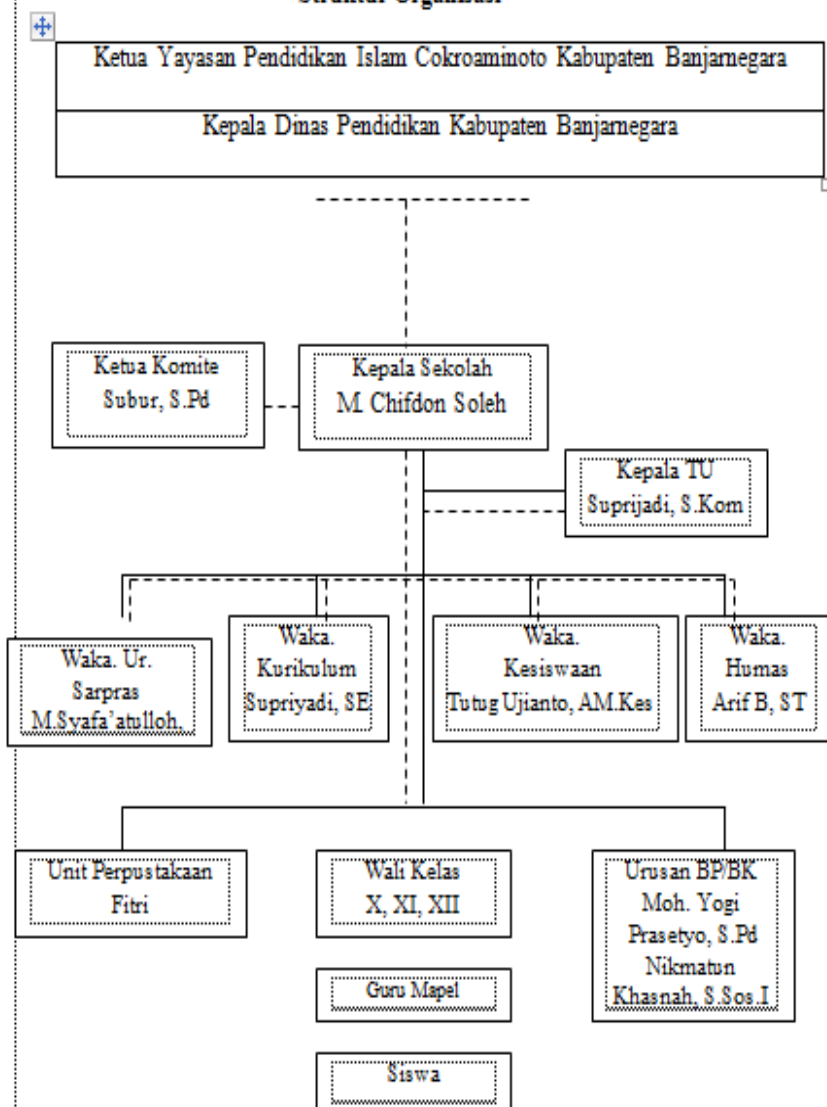 Struktur Organisasi
Ketua Yayasan Pendidikan Islam Cokroaminoto Kabupaten Banjarnegara
Kepala Dinas Pendidikan Kabupaten Banjarnegara
Ketua Komite
Subur, S.Pd
Kepala Sekolah
M. Chifdon Soleh
Kepala TU
Suprijadi, S.Kom
Waka. Ur.
Sarpras
M.Syafa'atulloh,
Waka.
Kurikulum
Supriyadi, SE
Waka.
Kesiswaan
Tutug Ujianto, AM.Kes
Waka.
Humas
Arif B, ST
Unit Perpustakaan
Fitri
Wali Kelas
X, XI, XII
Urusan BP/BK
Moh. Yogi
Prasetyo, S.Pd
Nikmatun
Khasnah, S.Sos.I
Guru Mapel
Siswa